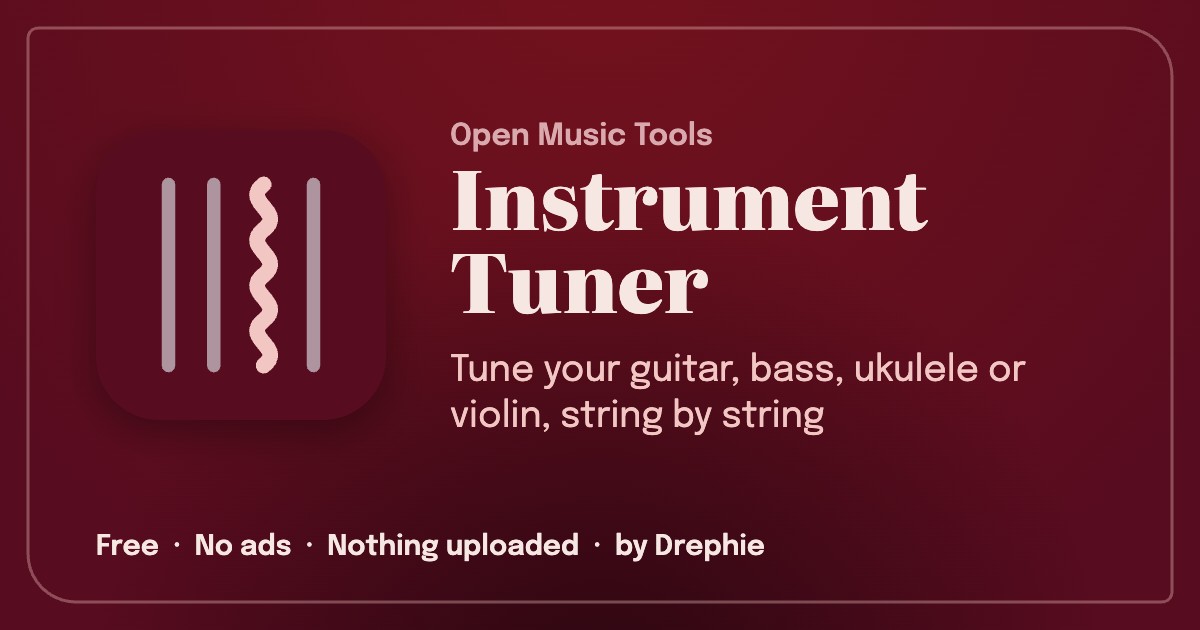 Open Music Tools
Instrument
Tuner
Tune your guitar, bass, ukulele or
violin, string by string
Free · No ads · Nothing uploaded · by Drephie